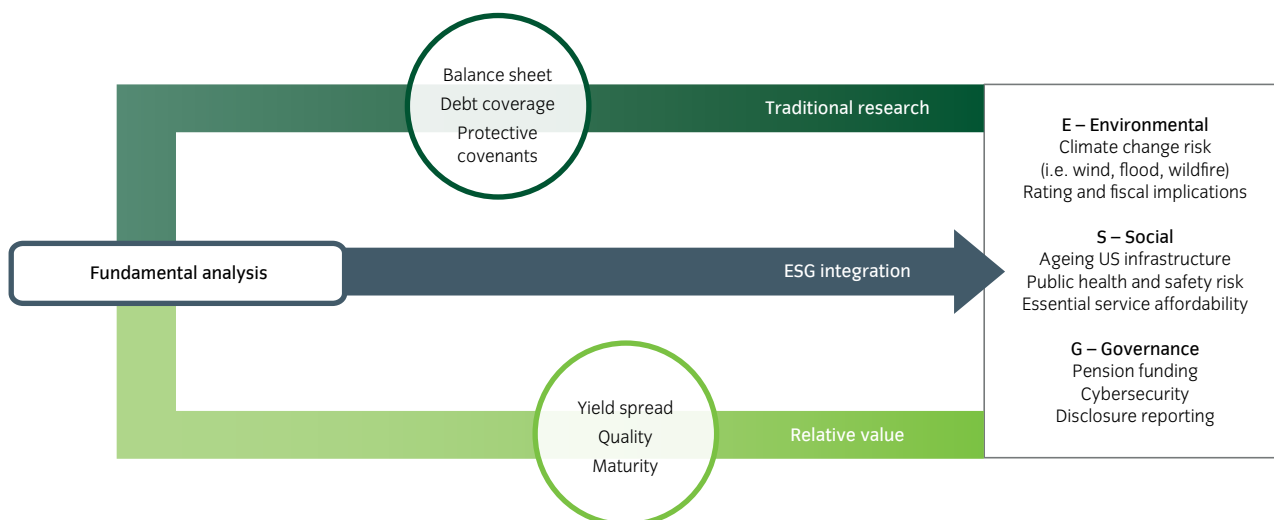 Balance sheet
Debt coverage
Protective
covenants
Traditional research
Fundamental analysis
ESG integration
Yield spread
Quality
Maturity
Relative value
E – Environmental
Climate change risk
(i.e. wind, flood, wildfire)
Rating and fiscal implications
S – Social
Ageing US infrastructure
Public health and safety risk
Essential service affordability
G – Governance
Pension funding
Cybersecurity
Disclosure reporting